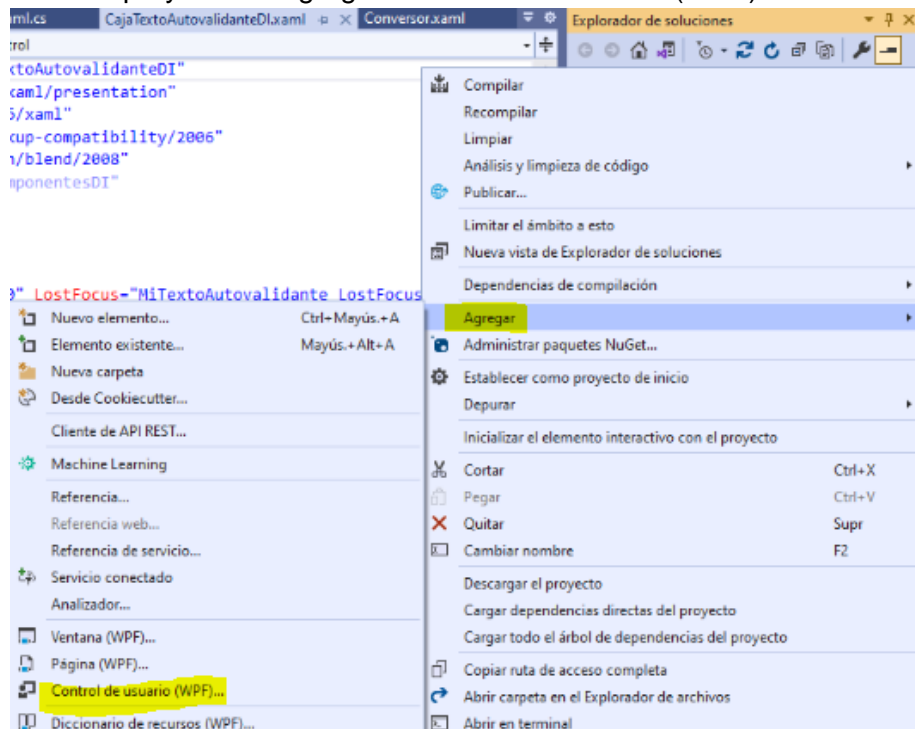 aml.cs CajaTextoAutovalidanteDI.xaml Conversor.xaml
Explorador de soluciones
trol
xtoAutovalidanteDI"
xaml/presentation"
6/xaml"
kup-compatibility/2006"
n/blend/2008"
mponentesDI"
0" LostFocus="MiTextoAutovalidante_LostFocus
Compilar
Recompilar
Limpiar
Análisis y limpieza de código
Publicar...
Limitar el ámbito a esto
Nueva vista de Explorador de soluciones
Dependencias de compilación
Agregar
Administrar paquetes NuGet...
Establecer como proyecto de inicio
Depurar
Inicializar el elemento interactivo con el proyecto
Cortar Ctrl+X
Pegar Ctrl+V
Quitar Supr
Cambiar nombre F2
Descargar el proyecto
Cargar dependencias directas del proyecto
Cargar todo el árbol de dependencias del proyecto
Copiar ruta de acceso completa
Abrir carpeta en el Explorador de archivos
Abrir en terminal
Nuevo elemento... Ctrl+Mayús.+A
Elemento existente... Mayús.+Alt+A
Nueva carpeta
Desde Cookiecutter...
Cliente de API REST...
Machine Learning
Referencia...
Referencia web...
Referencia de servicio...
Servicio conectado
Analizador...
Ventana (WPF)...
Página (WPF)...
Control de usuario (WPF)...
Diccionario de recursos (WPF)...